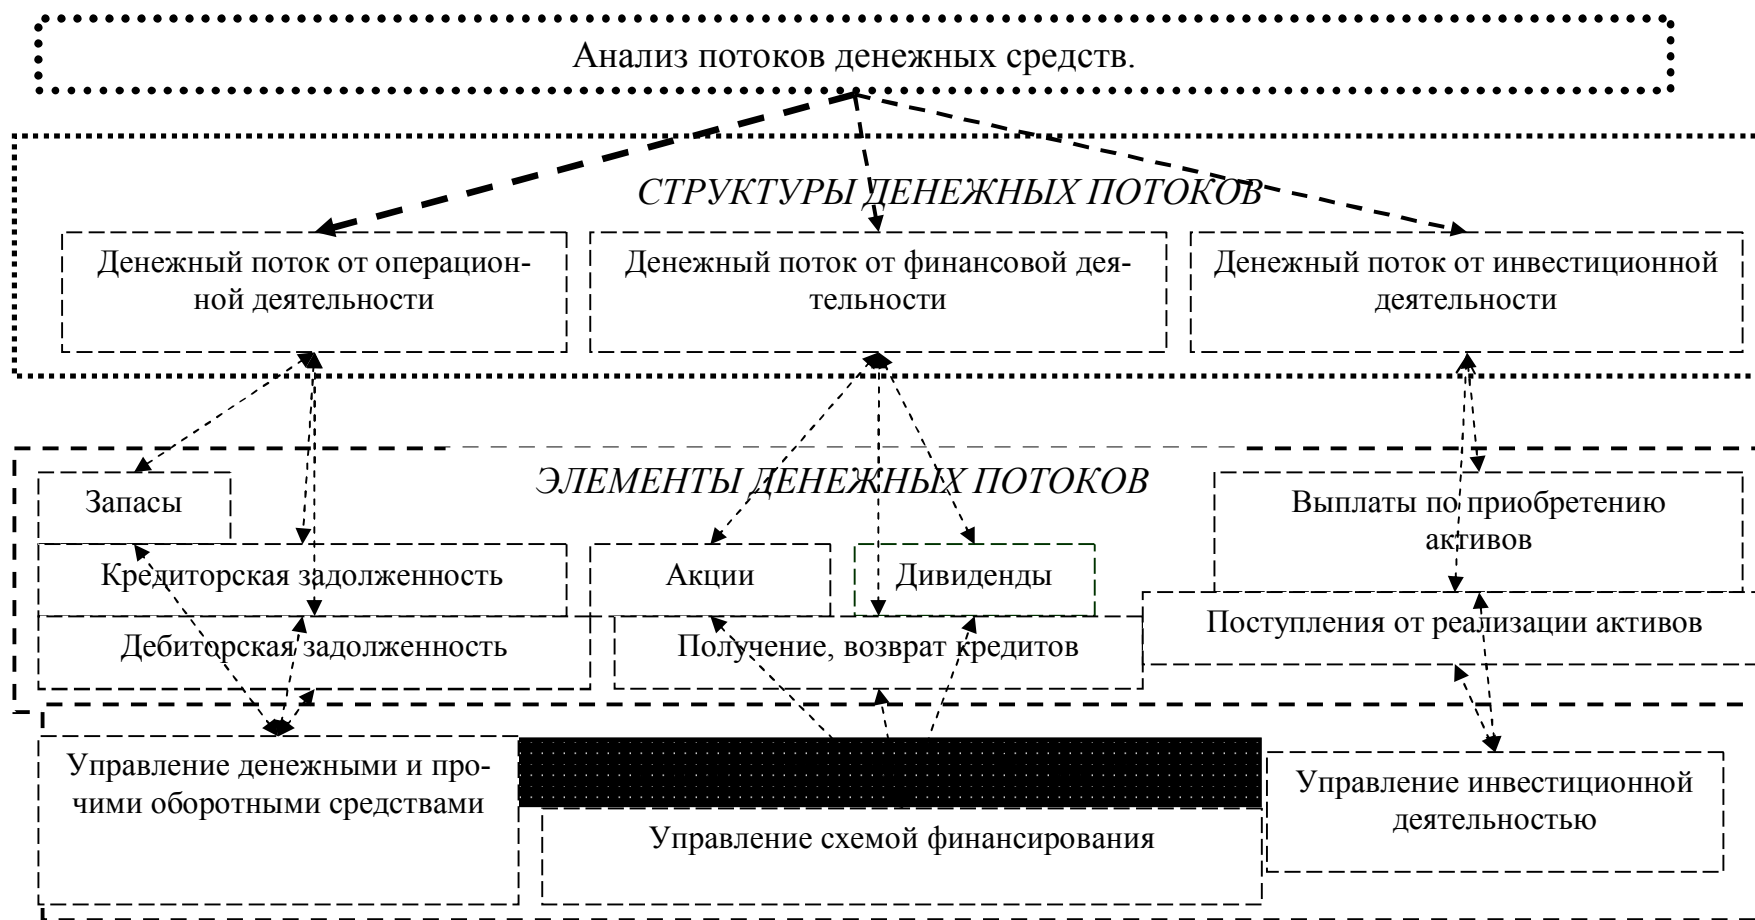 Анализ потоков денежных средств.
СТРУКТУРЫ ДЕНЕЖНЫХ ПОТОКОВ
Денежный поток от операцион-
ной деятельности
Денежный поток от финансовой дея-
тельности
Денежный поток от инвестиционной
деятельности
ЭЛЕМЕНТЫ ДЕНЕЖНЫХ ПОТОКОВ
Запасы
Кредиторская задолженность
Дебиторская задолженность
Акции
Дивиденды
Получение, возврат кредитов
Выплаты по приобретению
активов
Поступления от реализации активов
Управление денежными и про-
чими оборотными средствами
Управление схемой финансирования
Управление инвестиционной
деятельностью